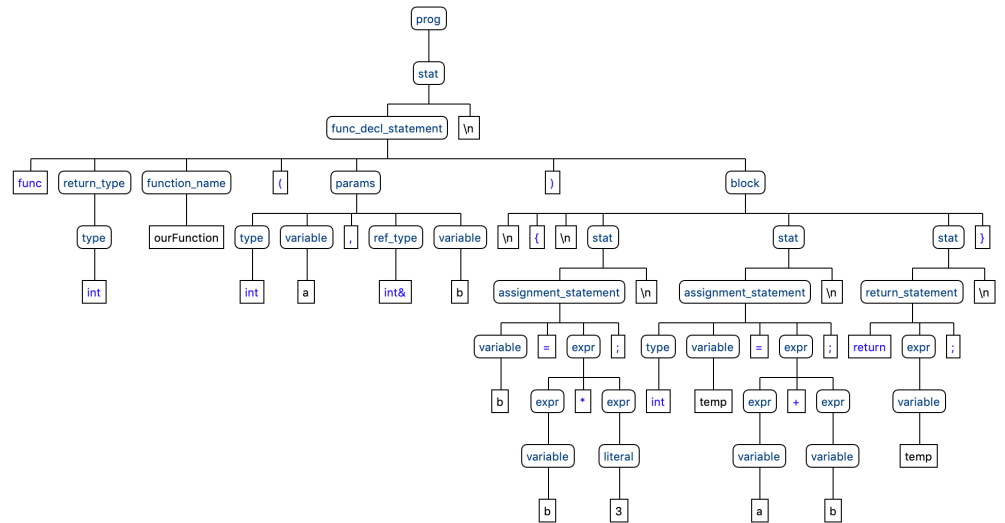 prog
stat
func_decl_statement \n
func return_type function_name ( params ) block
type ourFunction type variable , ref_type variable \n { \n stat stat stat }
int int a int& b assignment_statement \n assignment_statement \n return_statement \n
variable = expr ; type variable = expr ; return expr ;
b expr * expr int temp expr + expr variable
variable literal variable variable temp
b 3 a b